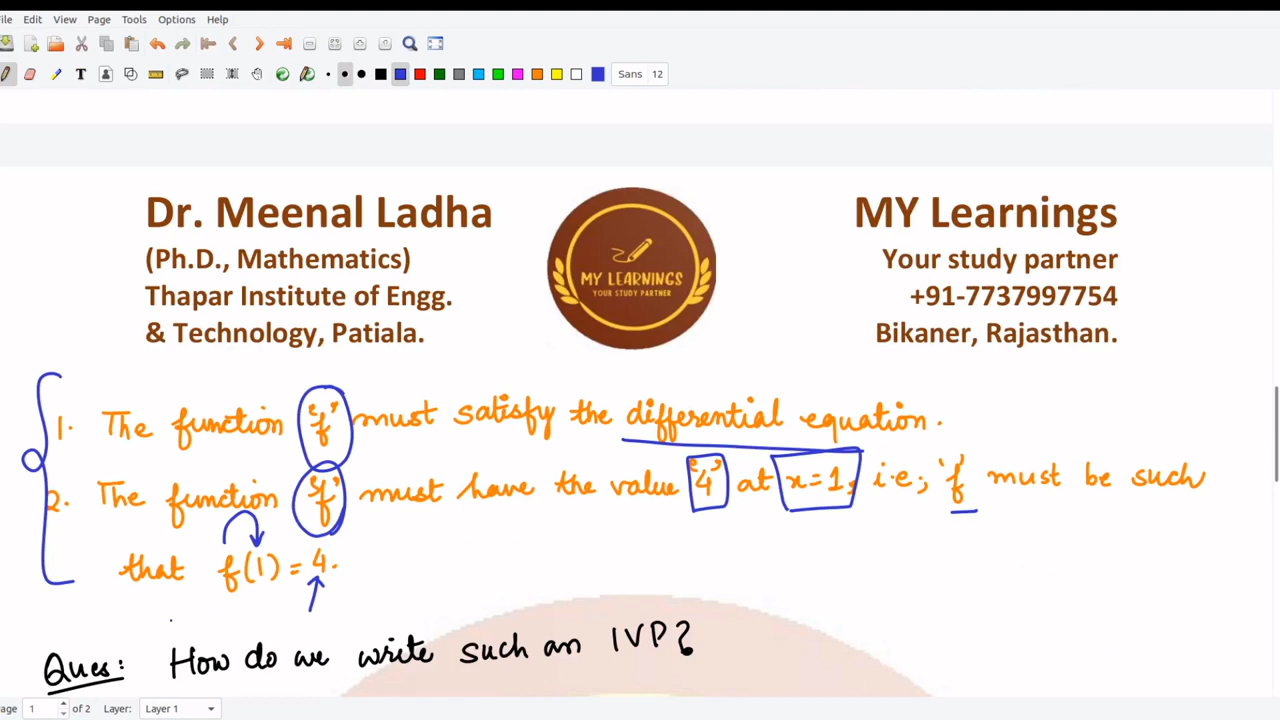 File Edit View Page Tools Options Help
Sans 12
Dr. Meenal Ladha
(Ph.D., Mathematics)
Thapar Institute of Engg.
& Technology, Patiala.
MY LEARNINGS
YOUR STUDY PARTNER
MY Learnings
Your study partner
+91-7737997754
Bikaner, Rajasthan.
1. The function 'f' must satisfy the differential equation.
2. The function 'f' must have the value '4' at x=1, i.e; 'f' must be such
that f(1) = 4.
Ques: How do we write such an IVP?
Page 1 of 2 Layer: Layer 1